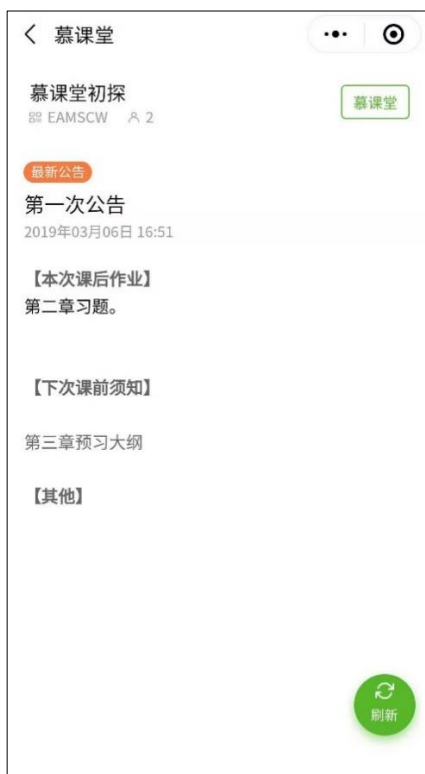 慕课堂
慕课堂初探
慕课堂
EAMSCW 2
最新公告
第一次公告
2019年03月06日 16:51
【本次课后作业】
第二章习题。
【下次课前须知】
第三章预习大纲
【其他】
刷新